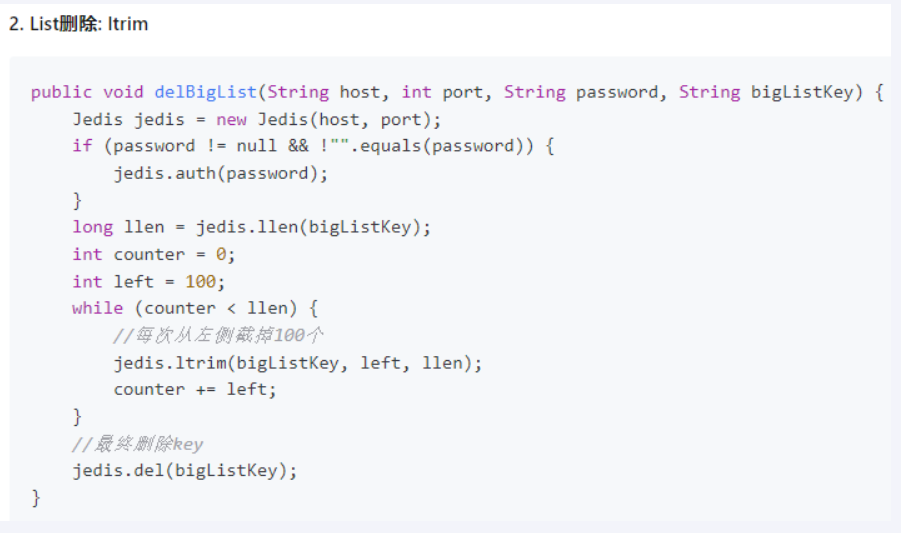 2. List删除: ltrim
public void delBigList(String host, int port, String password, String bigListKey) {
    Jedis jedis = new Jedis(host, port);
    if (password != null && !"".equals(password)) {
        jedis.auth(password);
    }
    long llen = jedis.llen(bigListKey);
    int counter = 0;
    int left = 100;
    while (counter < llen) {
        //每次从左侧截掉100个
        jedis.ltrim(bigListKey, left, llen);
        counter += left;
    }
    //最终删除key
    jedis.del(bigListKey);
}